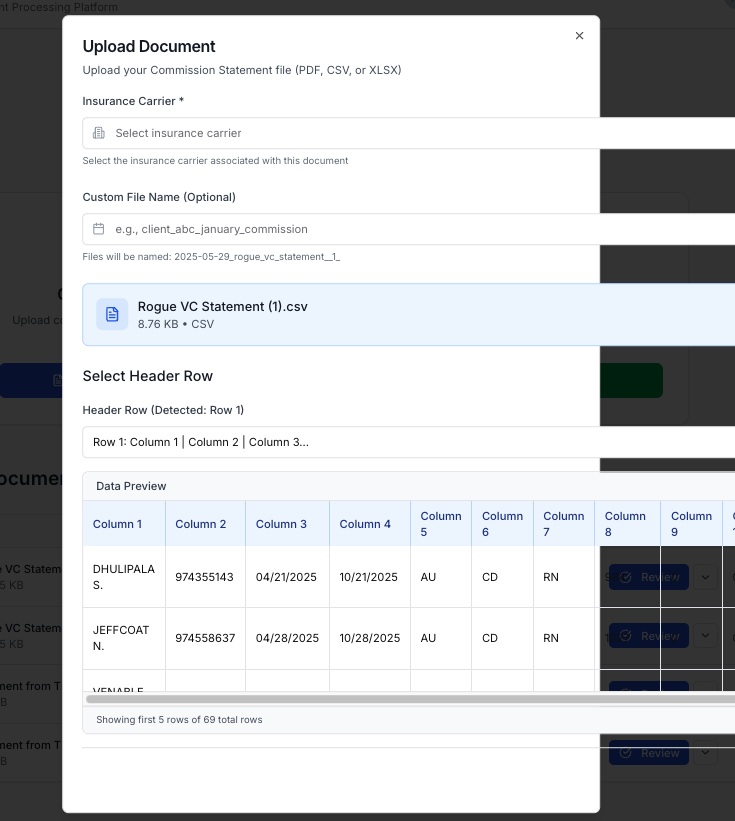 nt Processing Platform
Upload Document
Upload your Commission Statement file (PDF, CSV, or XLSX)
Insurance Carrier *
Select insurance carrier
Select the insurance carrier associated with this document
Custom File Name (Optional)
e.g., client_abc_january_commission
Files will be named: 2025-05-29_rogue_vc_statement__1_
Rogue VC Statement (1).csv
8.76 KB • CSV
Upload co
Select Header Row
Header Row (Detected: Row 1)
Row 1: Column 1 | Column 2 | Column 3...
ocumen
Data Preview
Column 1 Column 2 Column 3 Column 4 Column 5 Column 6 Column 7 Column 8 Column 9
DHULIPALA S. 974355143 04/21/2025 10/21/2025 AU CD RN
e VC Statem
5 KB
Review
JEFFCOAT N. 974558637 04/28/2025 10/28/2025 AU CD RN
e VC Statem
5 KB
Review
VENABLE
ment from T
B
Showing first 5 rows of 69 total rows
ment from T
B
Review